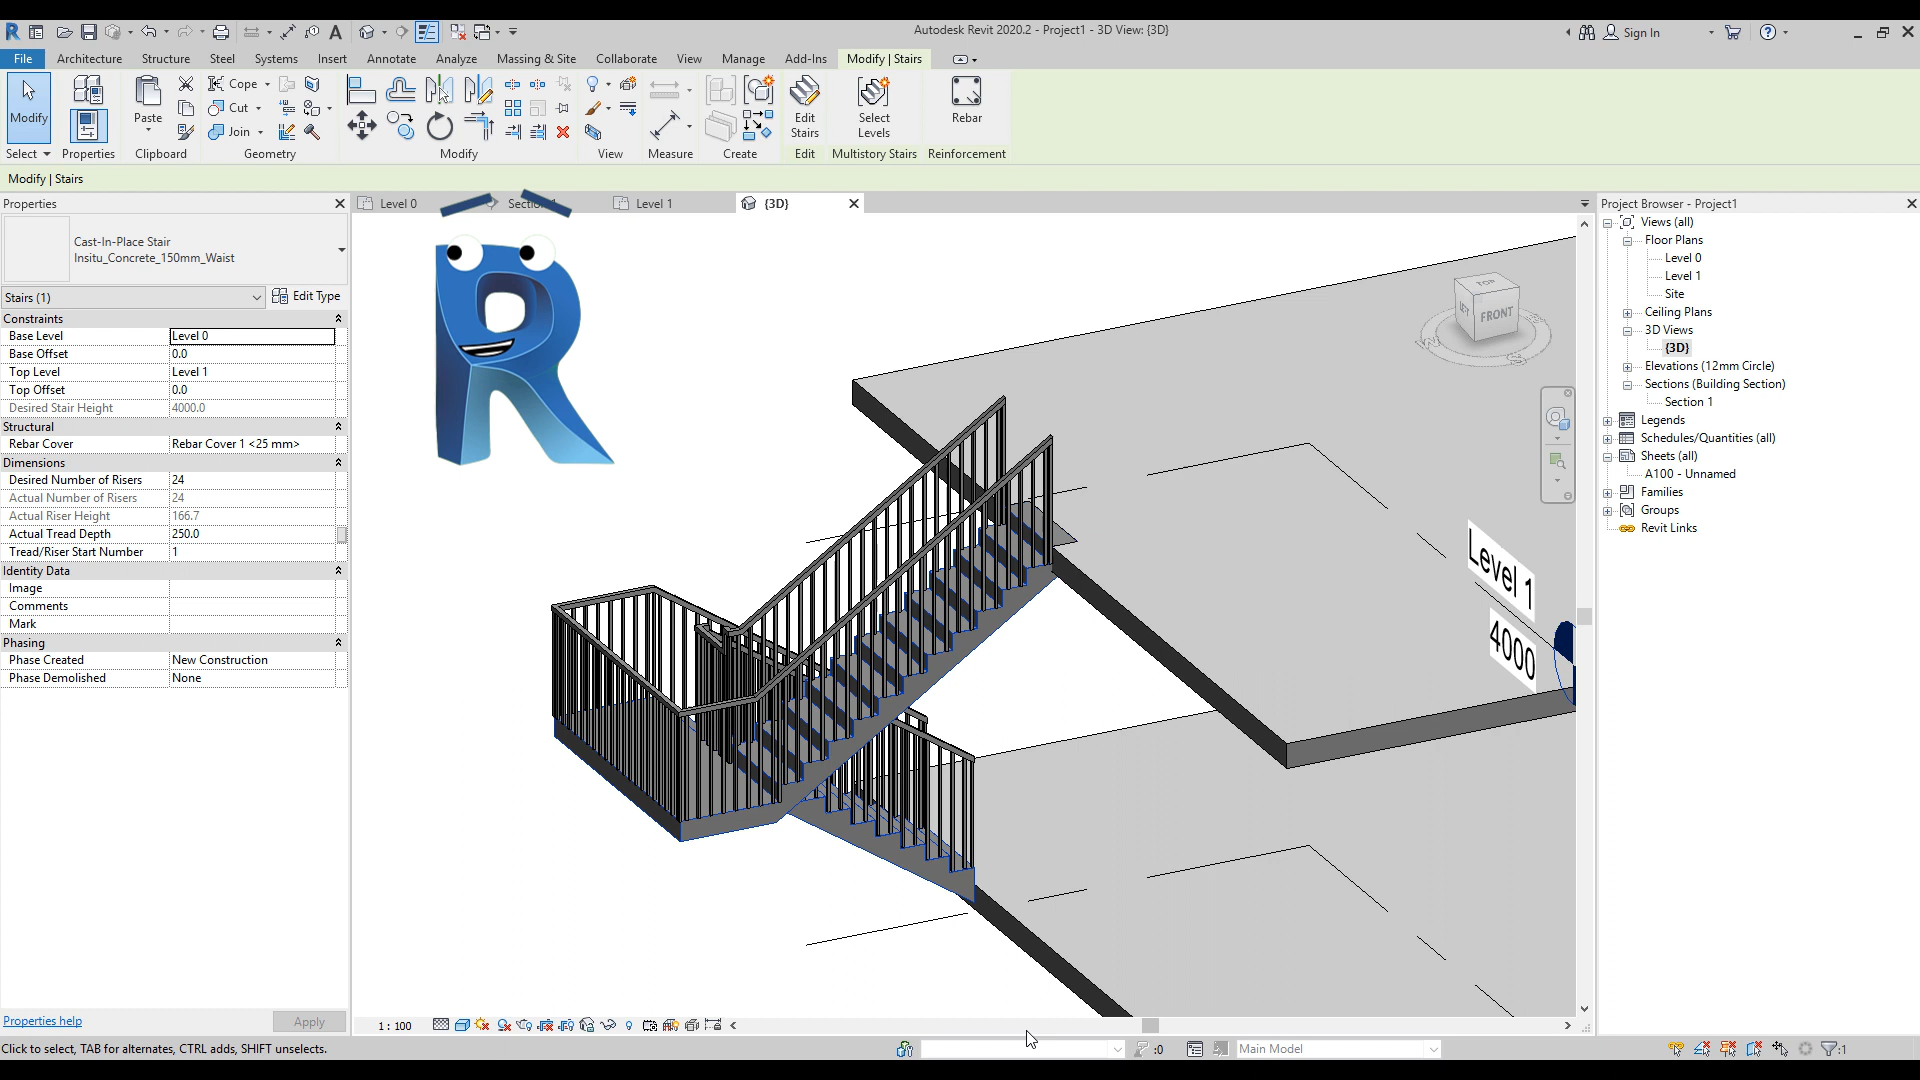 Autodesk Revit 2020.2 - Project1 - 3D View: {3D}
Sign In
File Architecture Structure Steel Systems Insert Annotate Analyze Massing & Site Collaborate View Manage Add-Ins Modify | Stairs
Modify
Paste
Cope
Cut
Join
Edit
Stairs
Select
Levels
Rebar
Select Properties Clipboard Geometry Modify View Measure Create Edit Multistory Stairs Reinforcement
Modify | Stairs
Properties
Level 0
Level 1
{3D}
Project Browser - Project1
Cast-In-Place Stair
Insitu_Concrete_150mm_Waist
Stairs (1)
Edit Type
Constraints
Base Level Level 0
Base Offset 0.0
Top Level Level 1
Top Offset 0.0
Desired Stair Height 4000.0
Structural
Rebar Cover Rebar Cover 1 <25 mm>
Dimensions
Desired Number of Risers 24
Actual Number of Risers 24
Actual Riser Height 166.7
Actual Tread Depth 250.0
Tread/Riser Start Number 1
Identity Data
Image
Comments
Mark
Phasing
Phase Created New Construction
Phase Demolished None
Properties help
Apply
TOP
FRONT
W
S
Level 1
4000
Views (all)
Floor Plans
Level 0
Level 1
Site
Ceiling Plans
3D Views
{3D}
Elevations (12mm Circle)
Sections (Building Section)
Section 1
Legends
Schedules/Quantities (all)
Sheets (all)
A100 - Unnamed
Families
Groups
Revit Links
1 : 100
Click to select, TAB for alternates, CTRL adds, SHIFT unselects.
:0
Main Model
:1